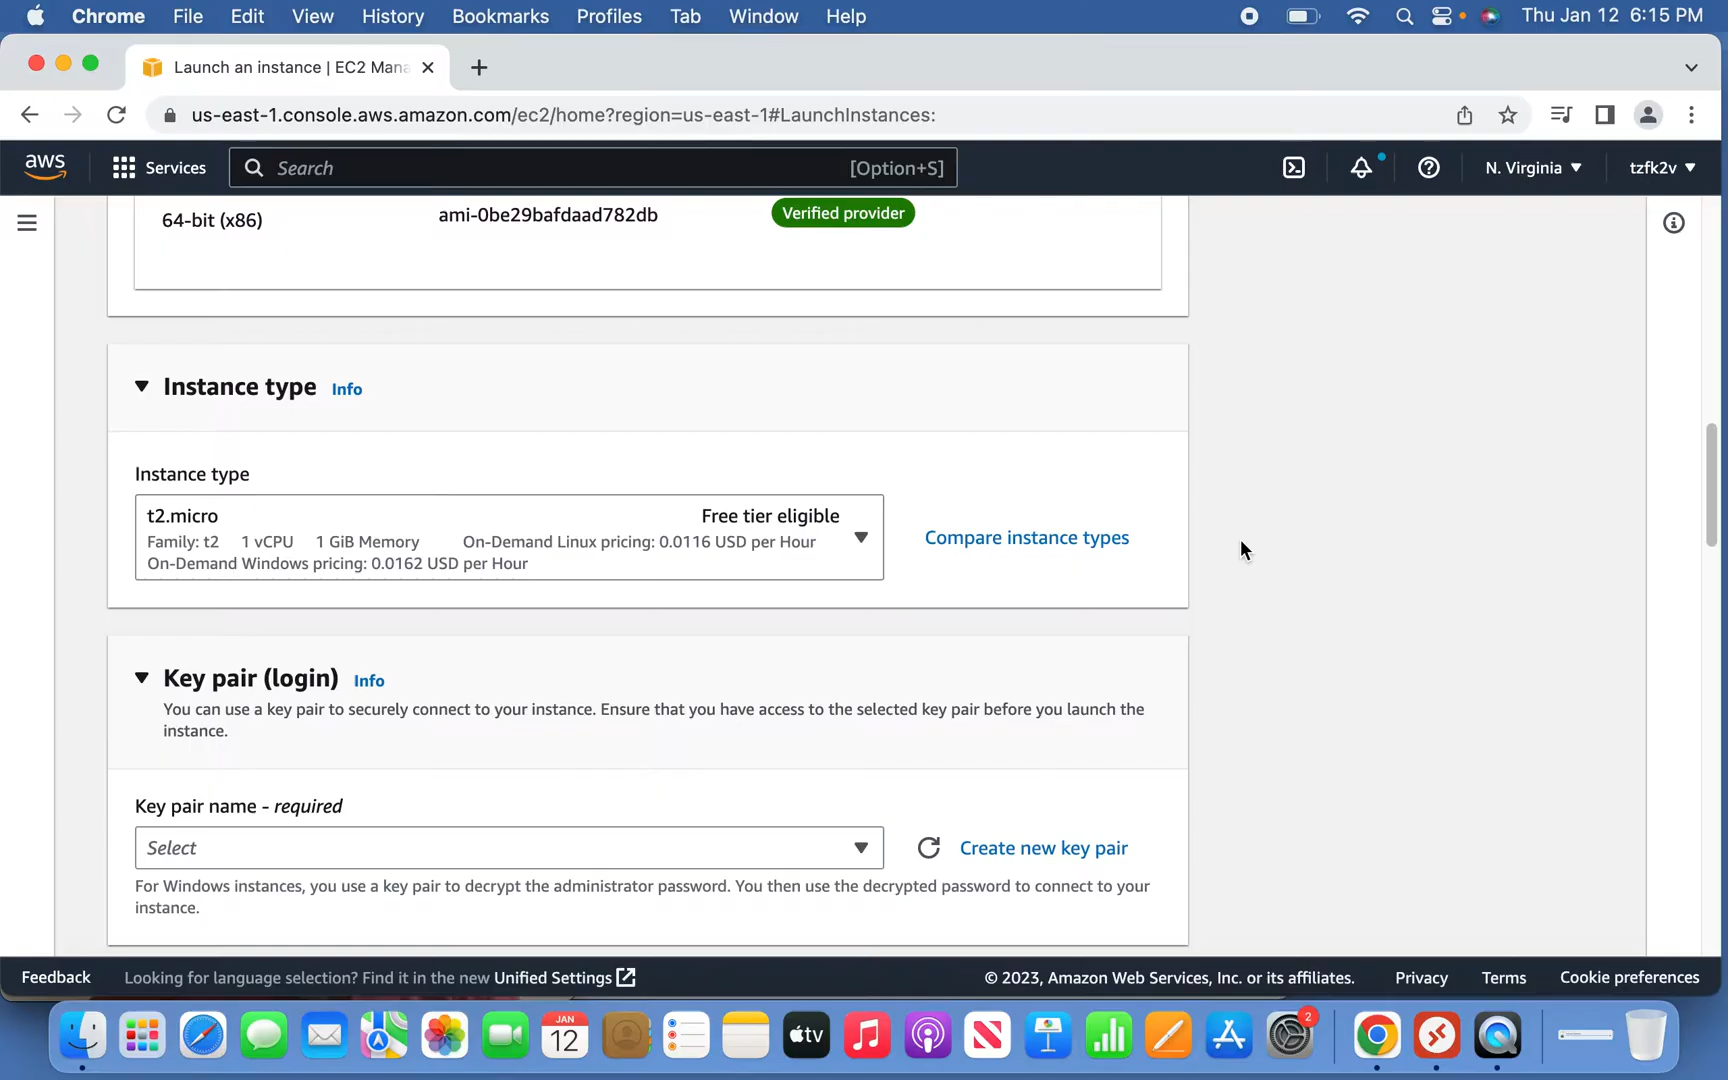 Chrome File Edit View History Bookmarks Profiles Tab Window Help Thu Jan 12 6:15 PM
Launch an instance | EC2 Mana
us-east-1.console.aws.amazon.com/ec2/home?region=us-east-1#LaunchInstances:
aws Services Search [Option+S] N. Virginia tzfk2v
64-bit (x86) ami-0be29bafdaad782db Verified provider
Instance type Info
Instance type
t2.micro Free tier eligible
Family: t2 1 vCPU 1 GiB Memory On-Demand Linux pricing: 0.0116 USD per Hour
On-Demand Windows pricing: 0.0162 USD per Hour
Compare instance types
Key pair (login) Info
You can use a key pair to securely connect to your instance. Ensure that you have access to the selected key pair before you launch the
instance.
Key pair name - required
Select Create new key pair
For Windows instances, you use a key pair to decrypt the administrator password. You then use the decrypted password to connect to your
instance.
Feedback Looking for language selection? Find it in the new Unified Settings © 2023, Amazon Web Services, Inc. or its affiliates. Privacy Terms Cookie preferences
JAN
12
tv
2